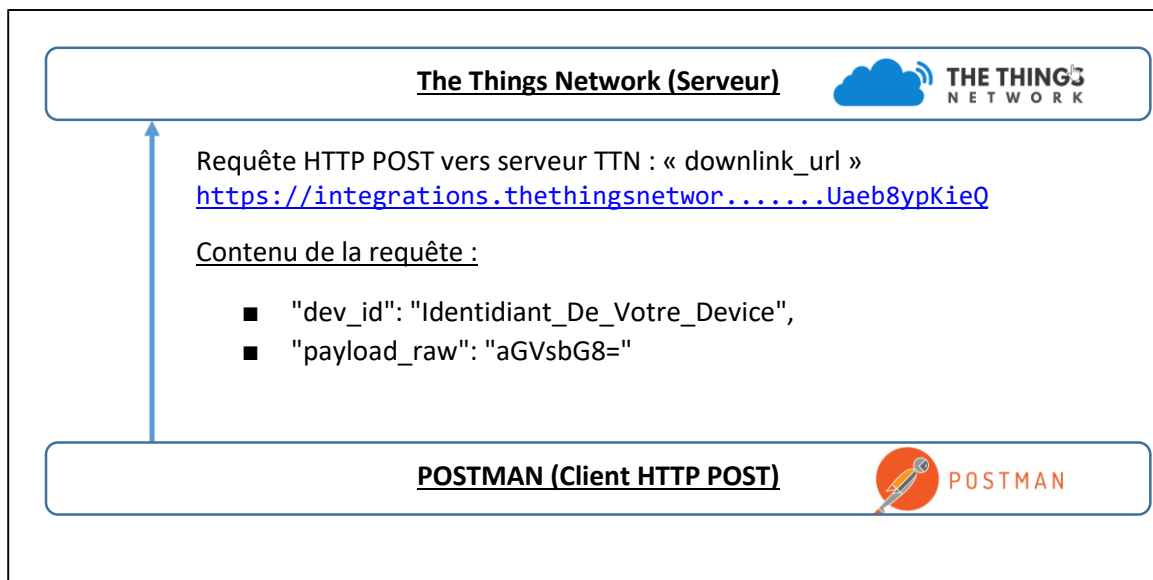 The Things Network (Serveur)
THE THINGS
NETWORK
Requête HTTP POST vers serveur TTN : « downlink_url »
https://integrations.thethingsnetwor.......Uaeb8ypKieQ
Contenu de la requête :
■ "dev_id": "Identidiant_De_Votre_Device",
■ "payload_raw": "aGVsbG8="
POSTMAN (Client HTTP POST)
POSTMAN